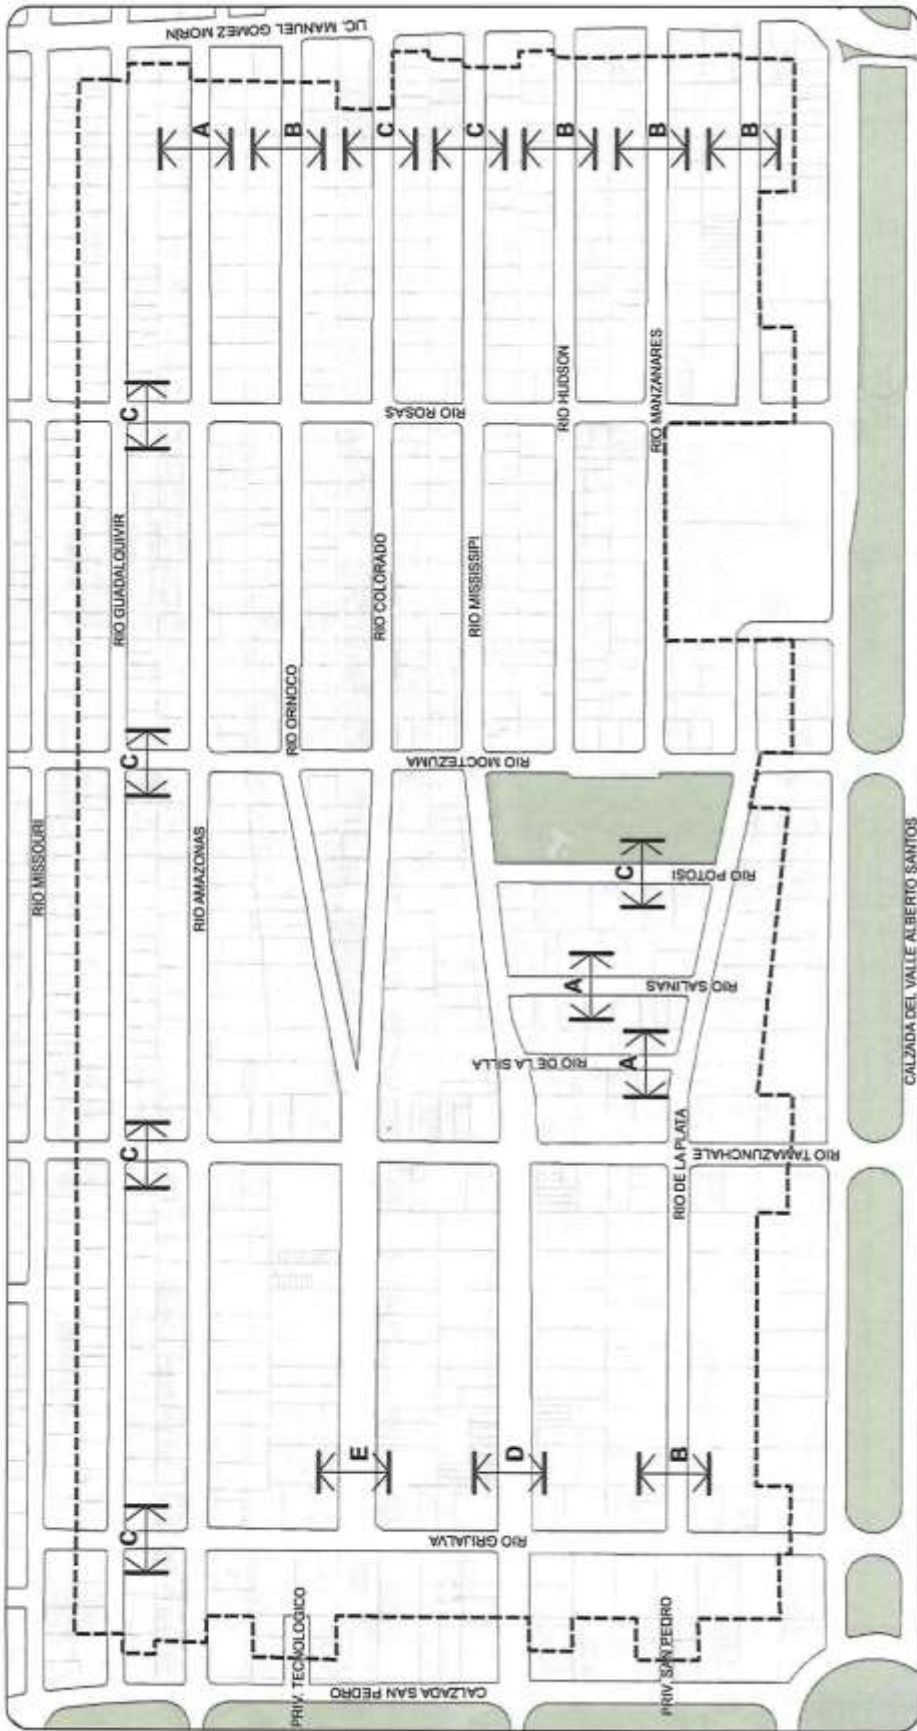 LIC. MANUEL GOMEZ MORIN
A
B
C
C
B
B
B
C
RIO ROSAS
RIO HUDSON
RIO MANZANARES
RIO GUADALQUIVIR
RIO COLORADO
RIO MISSISSIPI
RIO ORINOCO
C
RIO MOCTEZUMA
RIO MISSOURI
RIO AMAZONAS
C
RIO POTOSI
A
RIO SALINAS
A
RIO DE LA SILLA
CALZADA DEL VALLE ALBERTO SANTOS
C
RIO DE LA PLATA
RIO TAMAZUNCHALE
E
D
B
C
RIO GRIJALVA
PRIV. TECNOLOGICO
PRIV. SAN PEDRO
CALZADA SAN PEDRO